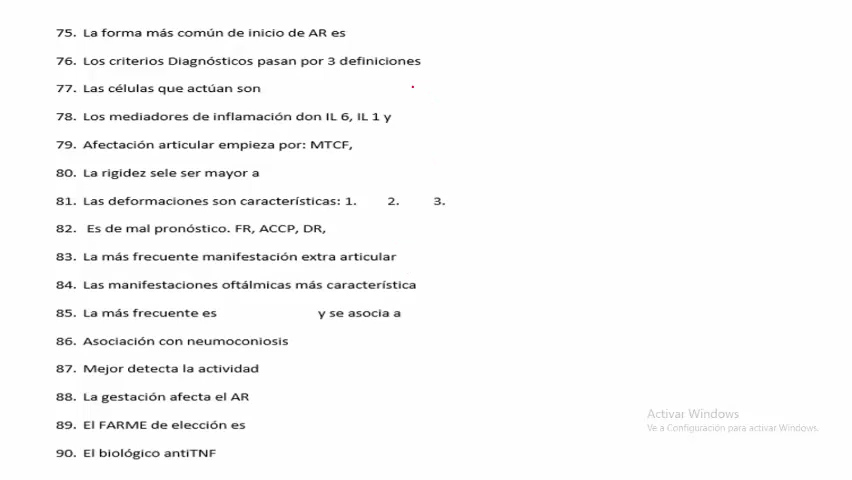 75. La forma más común de inicio de AR es
76. Los criterios Diagnósticos pasan por 3 definiciones
77. Las células que actúan son
78. Los mediadores de inflamación don IL 6, IL 1 y
79. Afectación articular empieza por: MTCF,
80. La rigidez sele ser mayor a
81. Las deformaciones son características: 1. 2. 3.
82. Es de mal pronóstico. FR, ACCP, DR,
83. La más frecuente manifestación extra articular
84. Las manifestaciones oftálmicas más característica
85. La más frecuente es y se asocia a
86. Asociación con neumoconiosis
87. Mejor detecta la actividad
88. La gestación afecta el AR
89. El FARME de elección es
90. El biológico antiTNF
Activar Windows
Ve a Configuración para activar Windows.